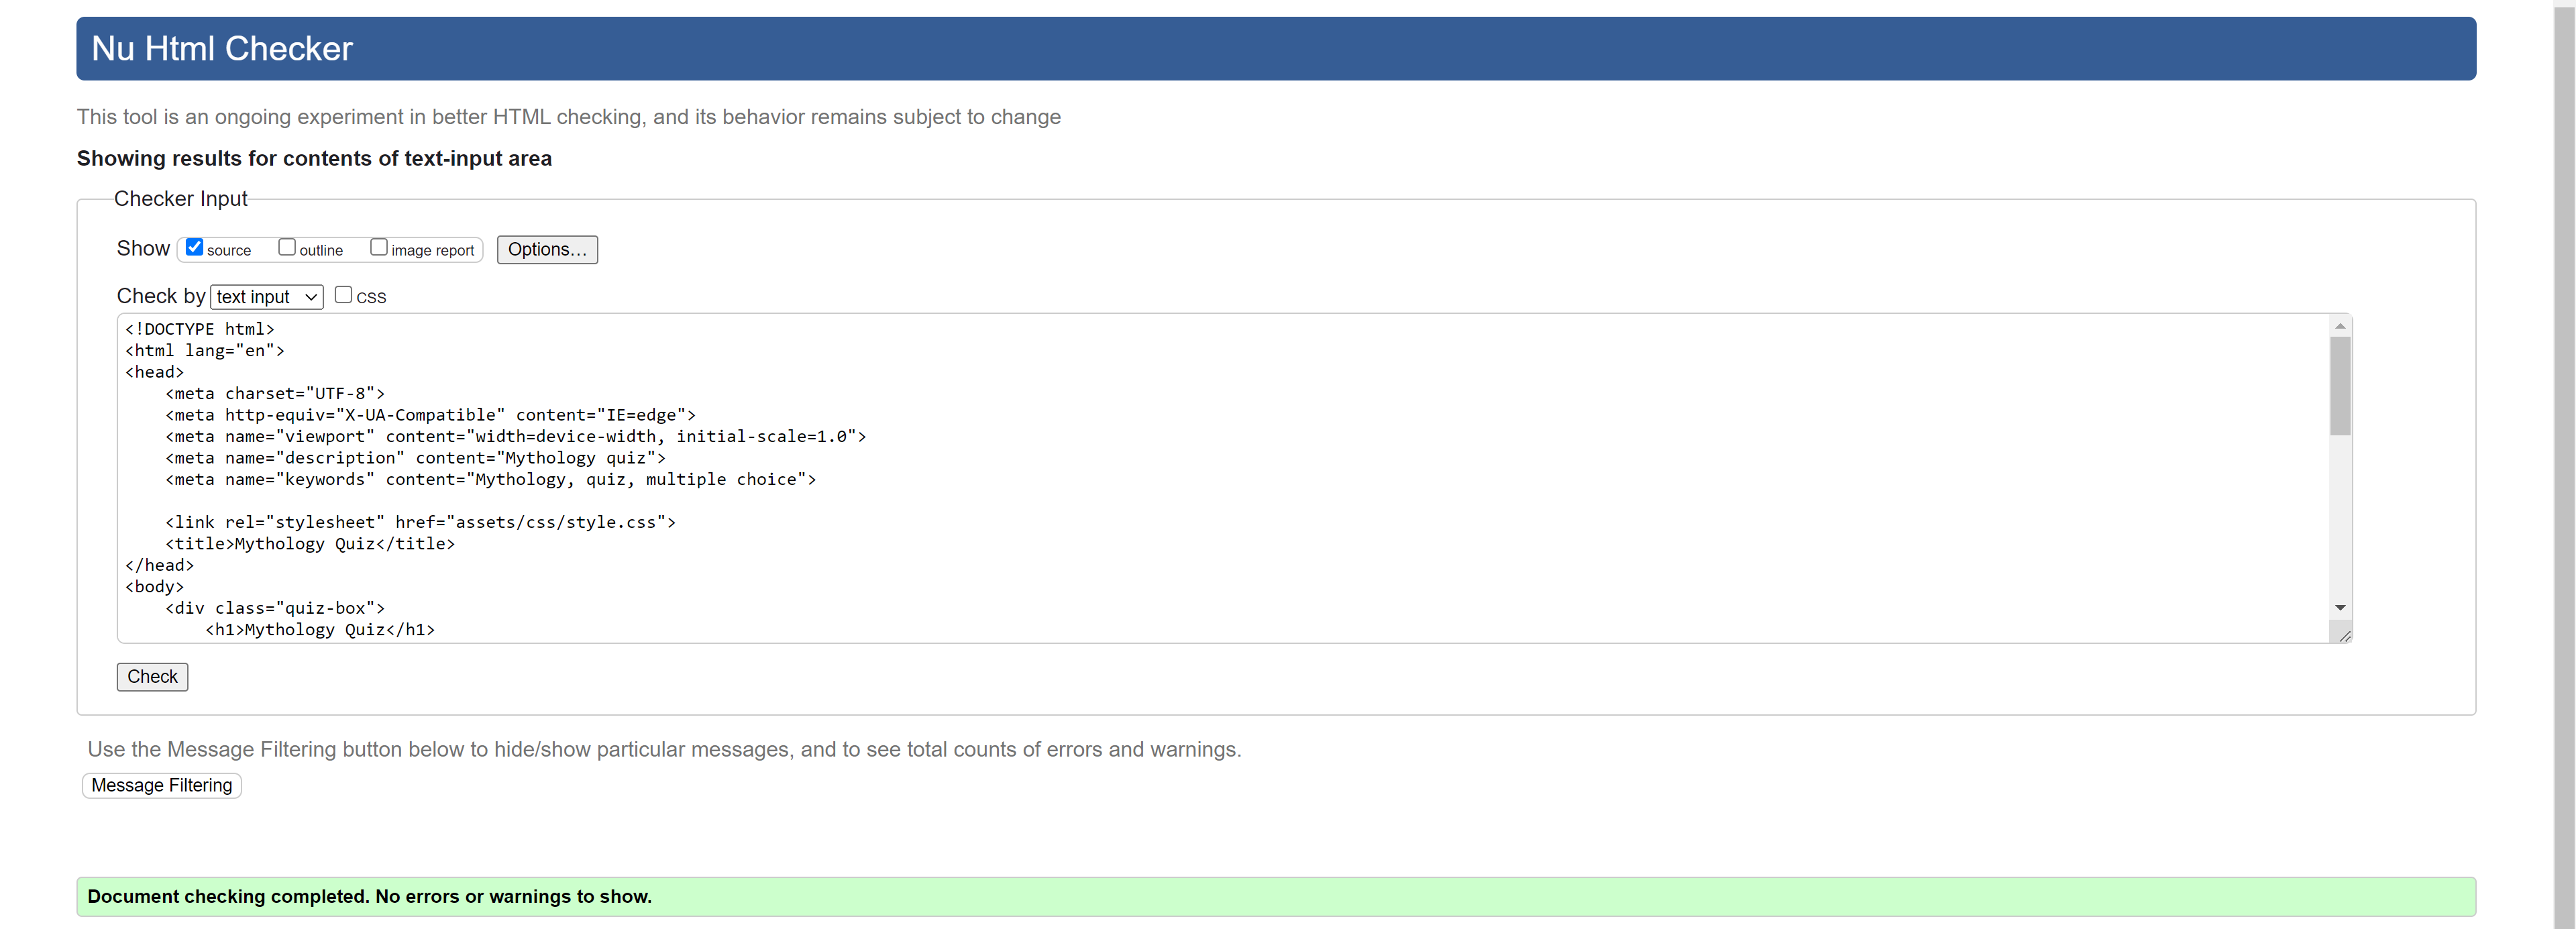 Nu Html Checker
This tool is an ongoing experiment in better HTML checking, and its behavior remains subject to change
Showing results for contents of text-input area
Checker Input
Show source outline image report Options…
Check by text input CSS
<!DOCTYPE html>
<html lang="en">
<head>
    <meta charset="UTF-8">
    <meta http-equiv="X-UA-Compatible" content="IE=edge">
    <meta name="viewport" content="width=device-width, initial-scale=1.0">
    <meta name="description" content="Mythology quiz">
    <meta name="keywords" content="Mythology, quiz, multiple choice">
    <link rel="stylesheet" href="assets/css/style.css">
    <title>Mythology Quiz</title>
</head>
<body>
    <div class="quiz-box">
        <h1>Mythology Quiz</h1>
Check
Use the Message Filtering button below to hide/show particular messages, and to see total counts of errors and warnings.
Message Filtering
Document checking completed. No errors or warnings to show.